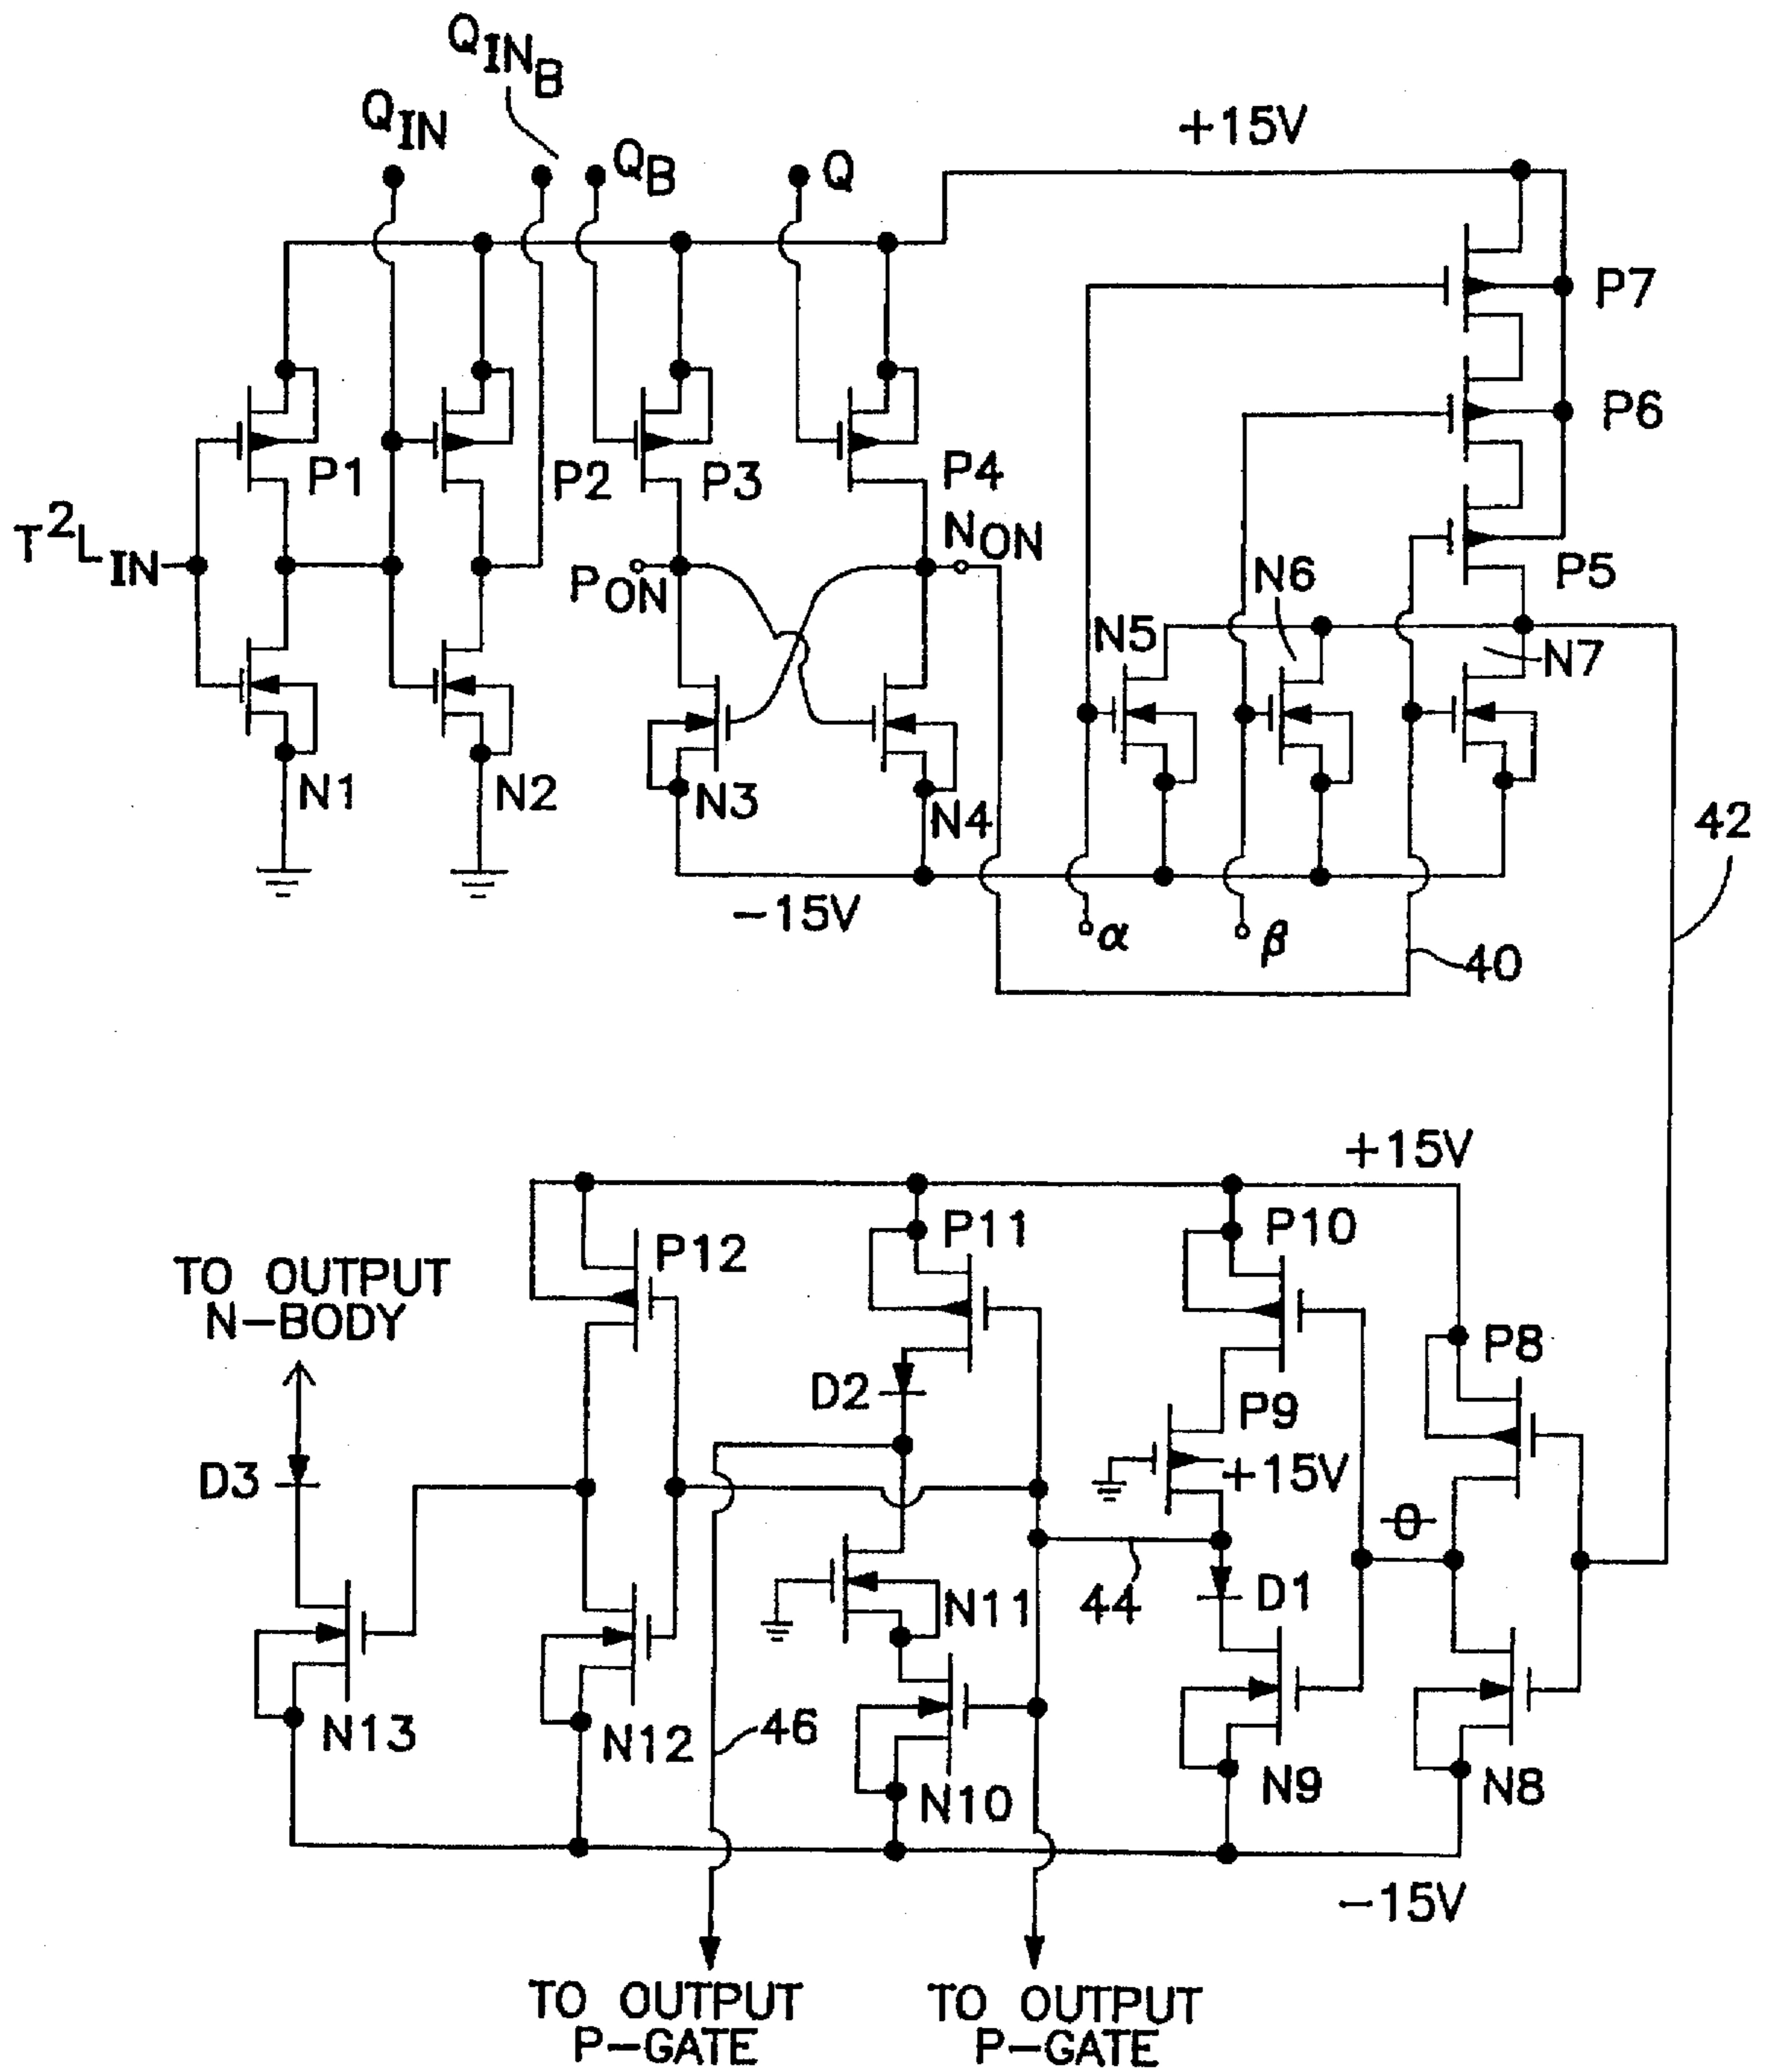 QINB
QIN
QB
Q
+15V
P7
P6
P1
P2
P3
P4
T²LIN
PON
NON
P5
N6
N5
N7
N1
N2
N3
N4
42
-15V
α
β
40
+15V
P12
P11
P10
TO OUTPUT
N-BODY
P8
D2
P9
D3
+15V
θ
D1
44
N11
N13
N12
46
N10
N9
N8
-15V
TO OUTPUT
P-GATE
TO OUTPUT
P-GATE